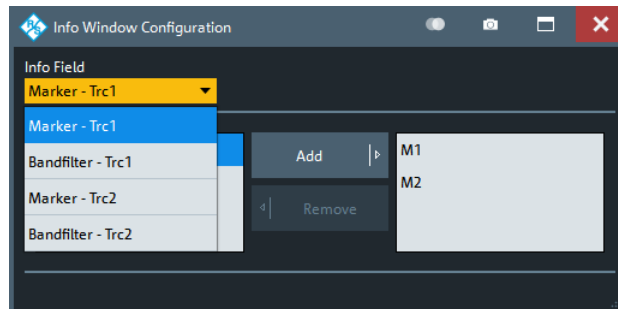 Info Window Configuration
Info Field
Marker - Trc1
Marker - Trc1
Bandfilter - Trc1
Marker - Trc2
Bandfilter - Trc2
Add
Remove
M1
M2